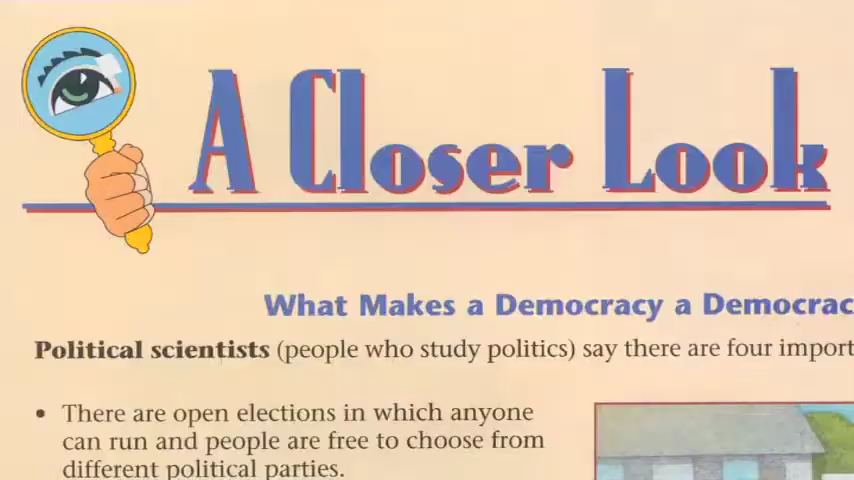 A Closer Look
What Makes a Democracy a Democrac
Political scientists (people who study politics) say there are four import
• There are open elections in which anyone
can run and people are free to choose from
different political parties.